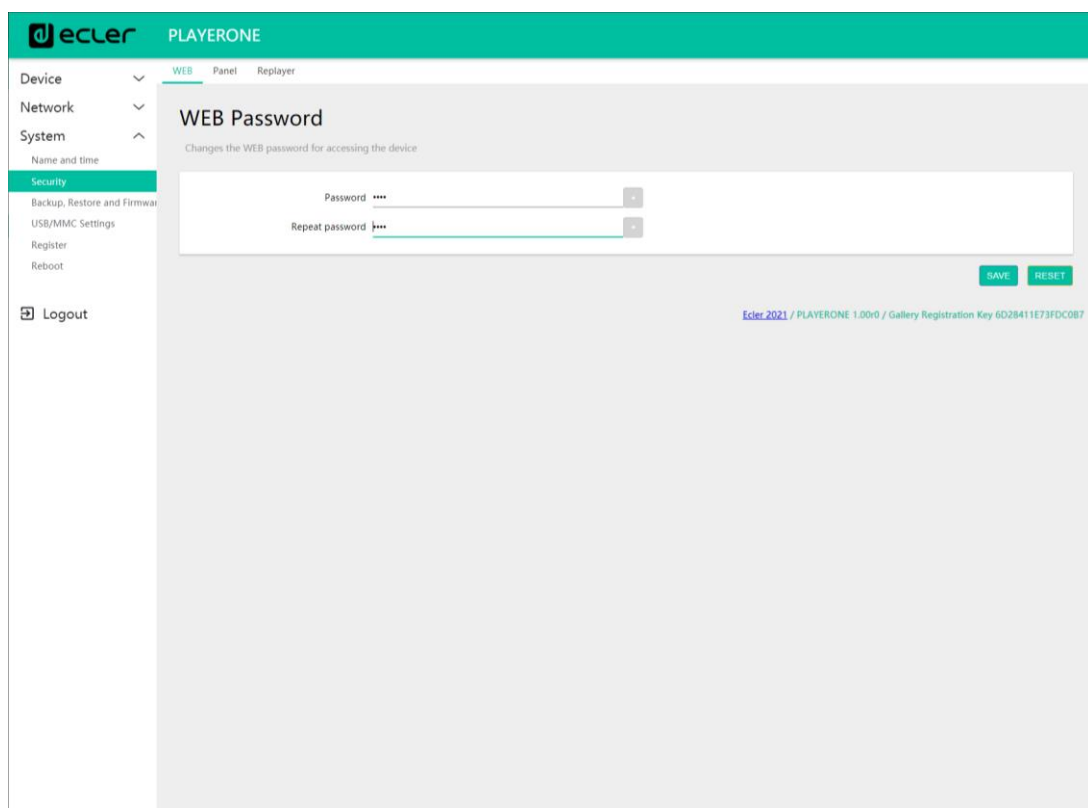 ecler
PLAYERONE
Device
Network
System
Name and time
Security
Backup, Restore and Firmwar
USB/MMC Settings
Register
Reboot
Logout
WEB Panel Replayer
WEB Password
Changes the WEB password for accessing the device
Password ••••
Repeat password ••••
SAVE RESET
Ecler 2021 / PLAYERONE 1.00r0 / Gallery Registration Key 6D28411E73FDC0B7